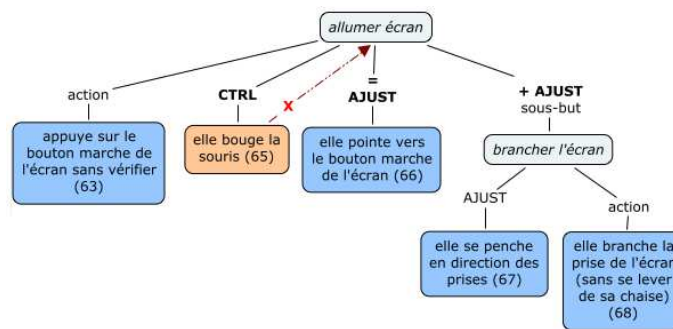 allumer écran
action
CTRL
=
AJUST
+ AJUST
sous-but
X
appuye sur le
bouton marche de
l'écran sans vérifier
(63)
elle bouge la
souris (65)
elle pointe vers
le bouton marche
de l'écran (66)
brancher l'écran
AJUST
action
elle se penche
en direction des
prises (67)
elle branche la
prise de l'écran
(sans se lever
de sa chaise)
(68)